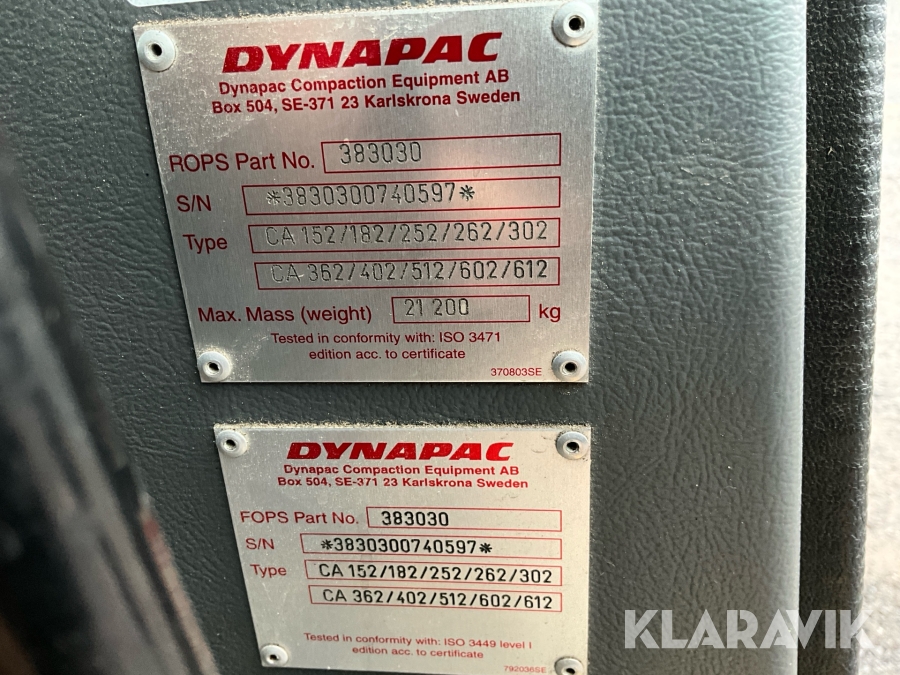 DYNAPAC
Dynapac Compaction Equipment AB
Box 504, SE-371 23 Karlskrona Sweden
ROPS Part No. 383030
S/N *3830300740597*
Type CA 152/182/252/262/302
CA 362/402/512/602/612
Max. Mass (weight) 21 200 kg
Tested in conformity with: ISO 3471
edition acc. to certificate
370803SE
DYNAPAC
Dynapac Compaction Equipment AB
Box 504, SE-371 23 Karlskrona Sweden
FOPS Part No. 383030
S/N *3830300740597*
Type CA 152/182/252/262/302
CA 362/402/512/602/612
Tested in conformity with: ISO 3449 level I
edition acc. to certificate
792036SE
KLARAVIK